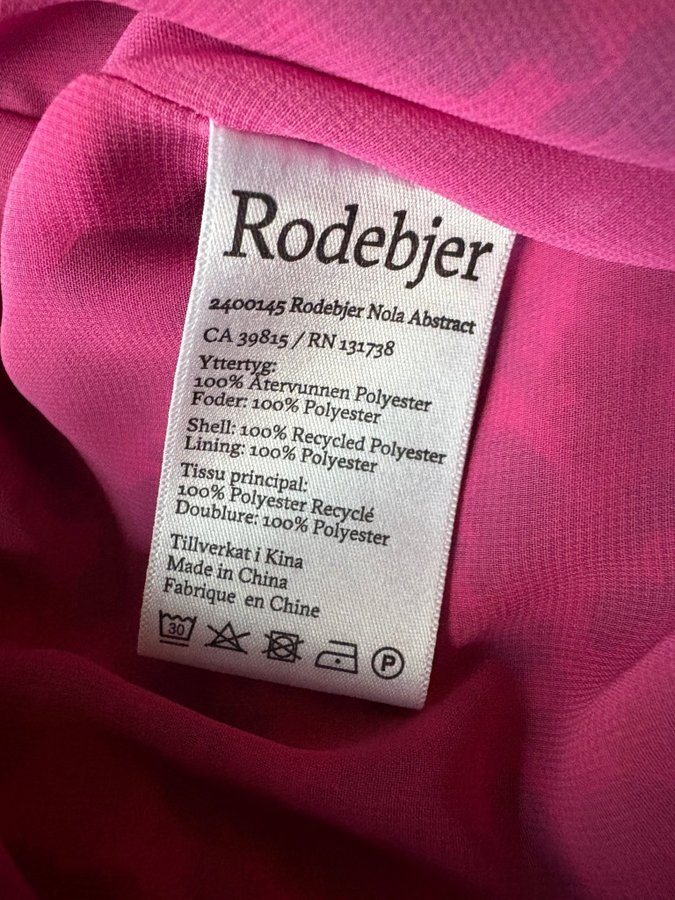 Rodebjer
2400145 Rodebjer Nola Abstract
CA 39815 / RN 131738
Yttertyg:
100% Återvunnen Polyester
Foder: 100% Polyester
Shell: 100% Recycled Polyester
Lining: 100% Polyester
Tissu principal:
100% Polyester Recyclé
Doublure: 100% Polyester
Tillverkat i Kina
Made in China
Fabrique en Chine
30 P